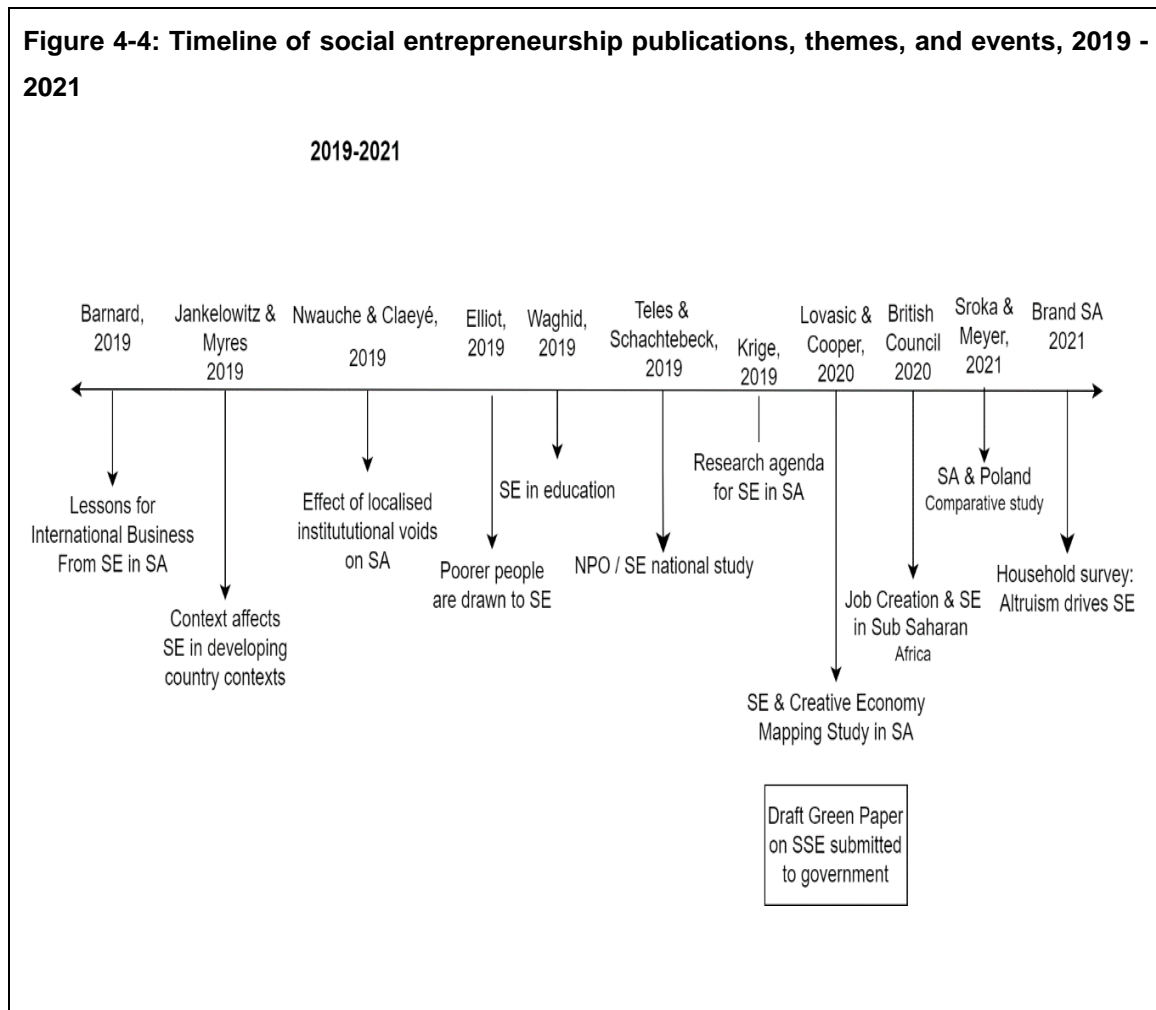 Figure 4-4: Timeline of social entrepreneurship publications, themes, and events, 2019 -
2021
2019-2021
Barnard,
2019
Jankelowitz &
Myres
2019
Nwauche & Claeyé,
2019
Elliot,
2019
Waghid,
2019
Teles &
Schachtebeck,
2019
Krige,
2019
Lovasic &
Cooper,
2020
British
Council
2020
Sroka &
Meyer,
2021
Brand SA
2021
Lessons for
International Business
From SE in SA
Context affects
SE in developing
country contexts
Effect of localised
institututional voids
on SA
Poorer people
are drawn to SE
SE in education
NPO / SE national study
Research agenda
for SE in SA
SE & Creative Economy
Mapping Study in SA
Job Creation & SE
in Sub Saharan
Africa
SA & Poland
Comparative study
Household survey:
Altruism drives SE
Draft Green Paper
on SSE submitted
to government